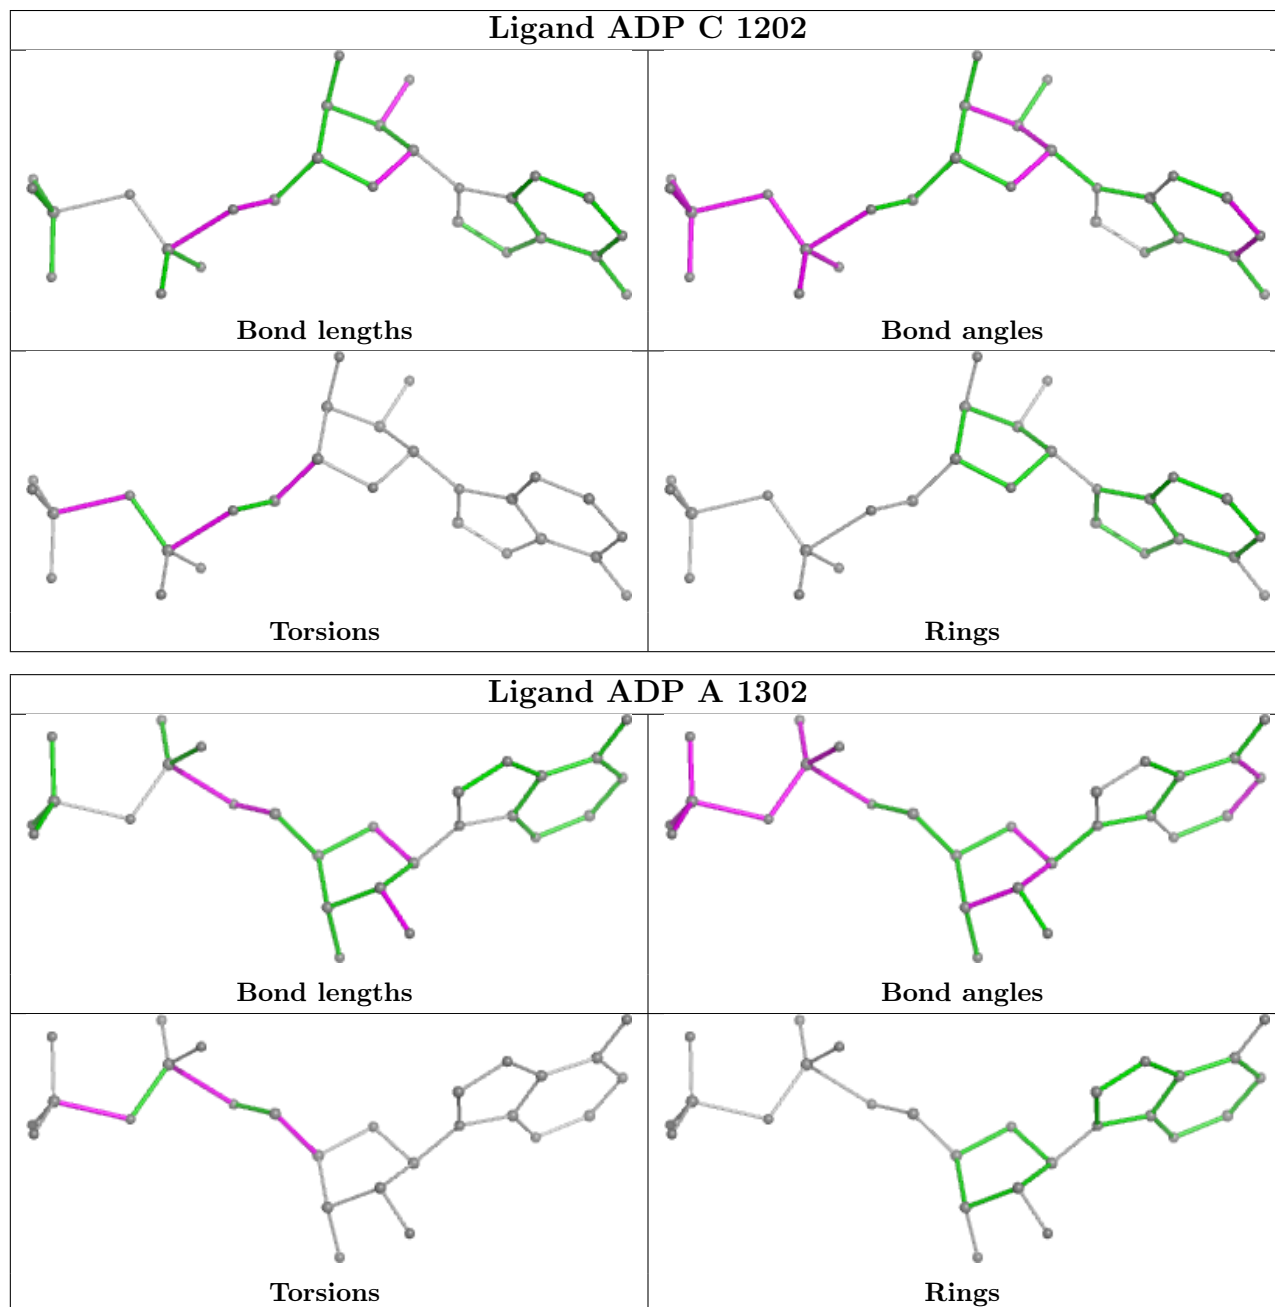 Ligand ADP C 1202
Bond lengths
Bond angles
Torsions
Rings
Ligand ADP A 1302
Bond lengths
Bond angles
Torsions
Rings